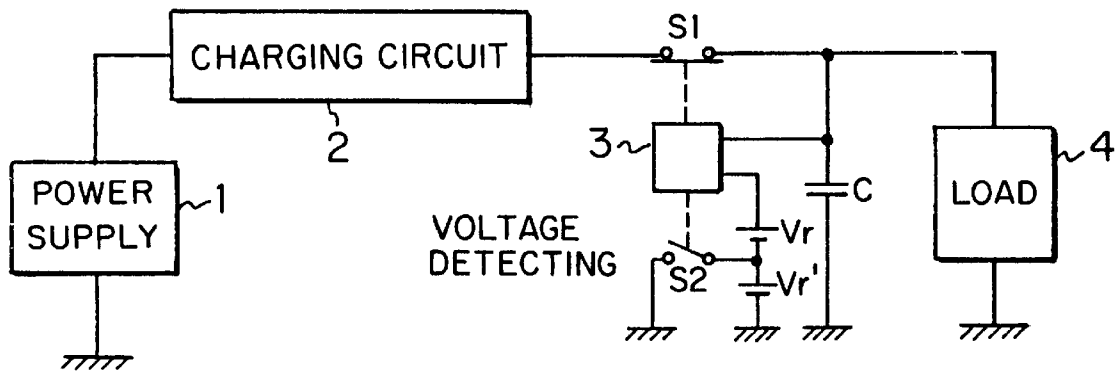 S1
CHARGING CIRCUIT
2
3
4
POWER
SUPPLY
1
C
LOAD
VOLTAGE
DETECTING
Vr
S2
Vr'